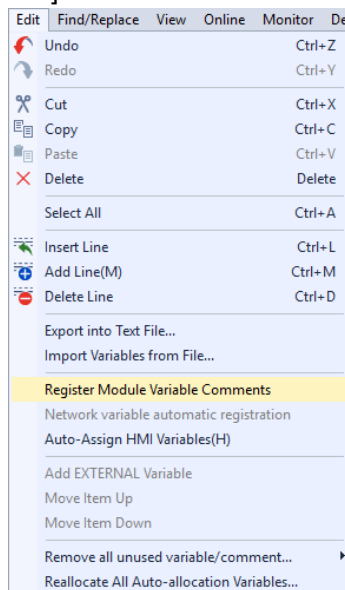 Edit Find/Replace View Online Monitor De
Undo Ctrl+Z
Redo Ctrl+Y
Cut Ctrl+X
Copy Ctrl+C
Paste Ctrl+V
Delete Delete
Select All Ctrl+A
Insert Line Ctrl+L
Add Line(M) Ctrl+M
Delete Line Ctrl+D
Export into Text File...
Import Variables from File...
Register Module Variable Comments
Network variable automatic registration
Auto-Assign HMI Variables(H)
Add EXTERNAL Variable
Move Item Up
Move Item Down
Remove all unused variable/comment...
Reallocate All Auto-allocation Variables...